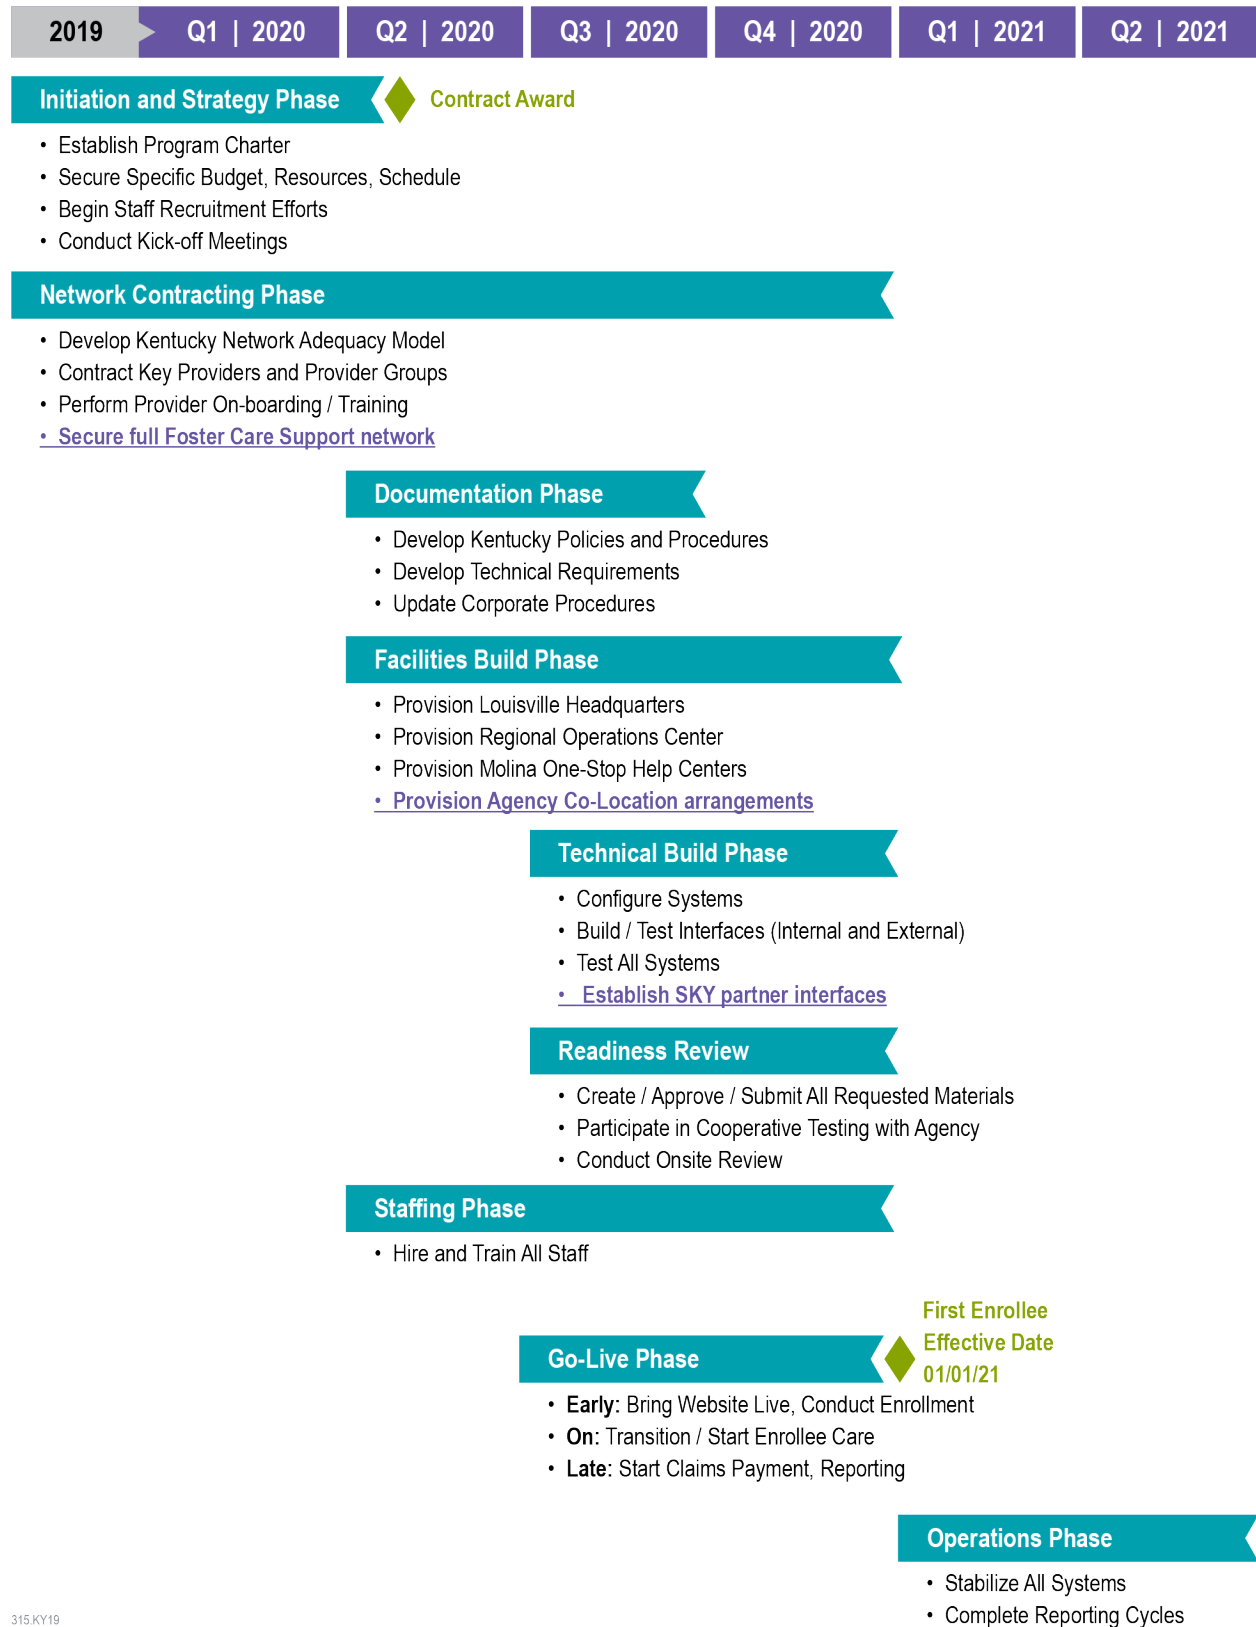 2019 Q1 | 2020 Q2 | 2020 Q3 | 2020 Q4 | 2020 Q1 | 2021 Q2 | 2021
Initiation and Strategy Phase Contract Award
• Establish Program Charter
• Secure Specific Budget, Resources, Schedule
• Begin Staff Recruitment Efforts
• Conduct Kick-off Meetings
Network Contracting Phase
• Develop Kentucky Network Adequacy Model
• Contract Key Providers and Provider Groups
• Perform Provider On-boarding / Training
• Secure full Foster Care Support network
Documentation Phase
• Develop Kentucky Policies and Procedures
• Develop Technical Requirements
• Update Corporate Procedures
Facilities Build Phase
• Provision Louisville Headquarters
• Provision Regional Operations Center
• Provision Molina One-Stop Help Centers
• Provision Agency Co-Location arrangements
Technical Build Phase
• Configure Systems
• Build / Test Interfaces (Internal and External)
• Test All Systems
• Establish SKY partner interfaces
Readiness Review
• Create / Approve / Submit All Requested Materials
• Participate in Cooperative Testing with Agency
• Conduct Onsite Review
Staffing Phase
• Hire and Train All Staff
First Enrollee
Effective Date
01/01/21
Go-Live Phase
• Early: Bring Website Live, Conduct Enrollment
• On: Transition / Start Enrollee Care
• Late: Start Claims Payment, Reporting
Operations Phase
• Stabilize All Systems
• Complete Reporting Cycles
315.KY19